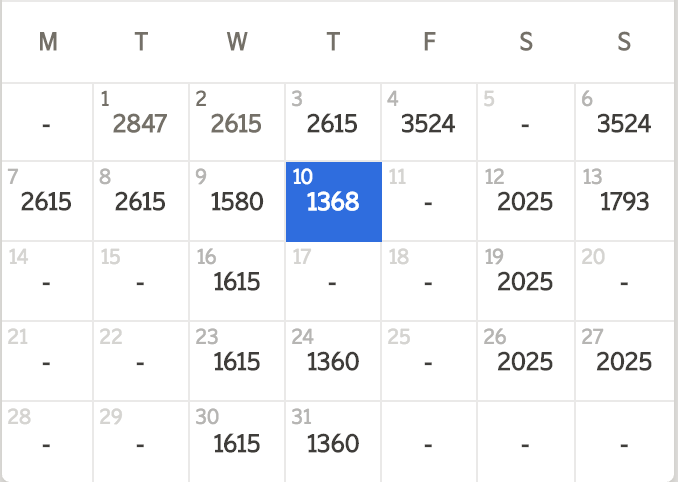 M T W T F S S
1 2 3 4 5 6
- 2847 2615 2615 3524 - 3524
7 8 9 10 11 12 13
2615 2615 1580 1368 - 2025 1793
14 15 16 17 18 19 20
- - 1615 - - 2025 -
21 22 23 24 25 26 27
- - 1615 1360 - 2025 2025
28 29 30 31
- - 1615 1360 - - -